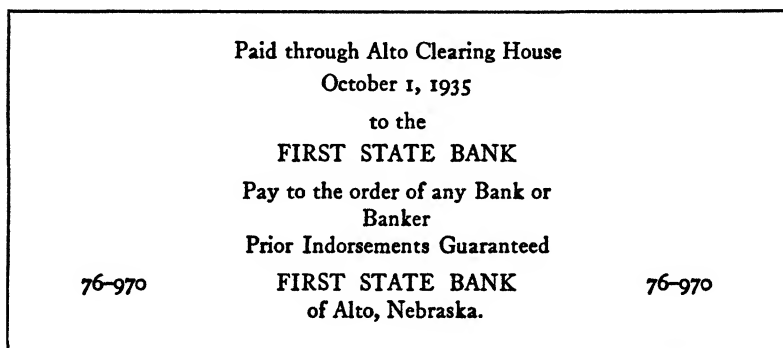 Paid through Alto Clearing House
October 1, 1935
to the
FIRST STATE BANK
Pay to the order of any Bank or
Banker
Prior Indorsements Guaranteed
76–970 FIRST STATE BANK 76–970
of Alto, Nebraska.